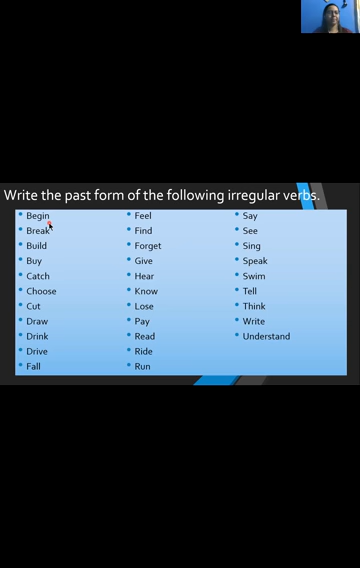 Write the past form of the following irregular verbs.
Begin
Break
Build
Buy
Catch
Choose
Cut
Draw
Drink
Drive
Fall
Feel
Find
Forget
Give
Hear
Know
Lose
Pay
Read
Ride
Run
Say
See
Sing
Speak
Swim
Tell
Think
Write
Understand